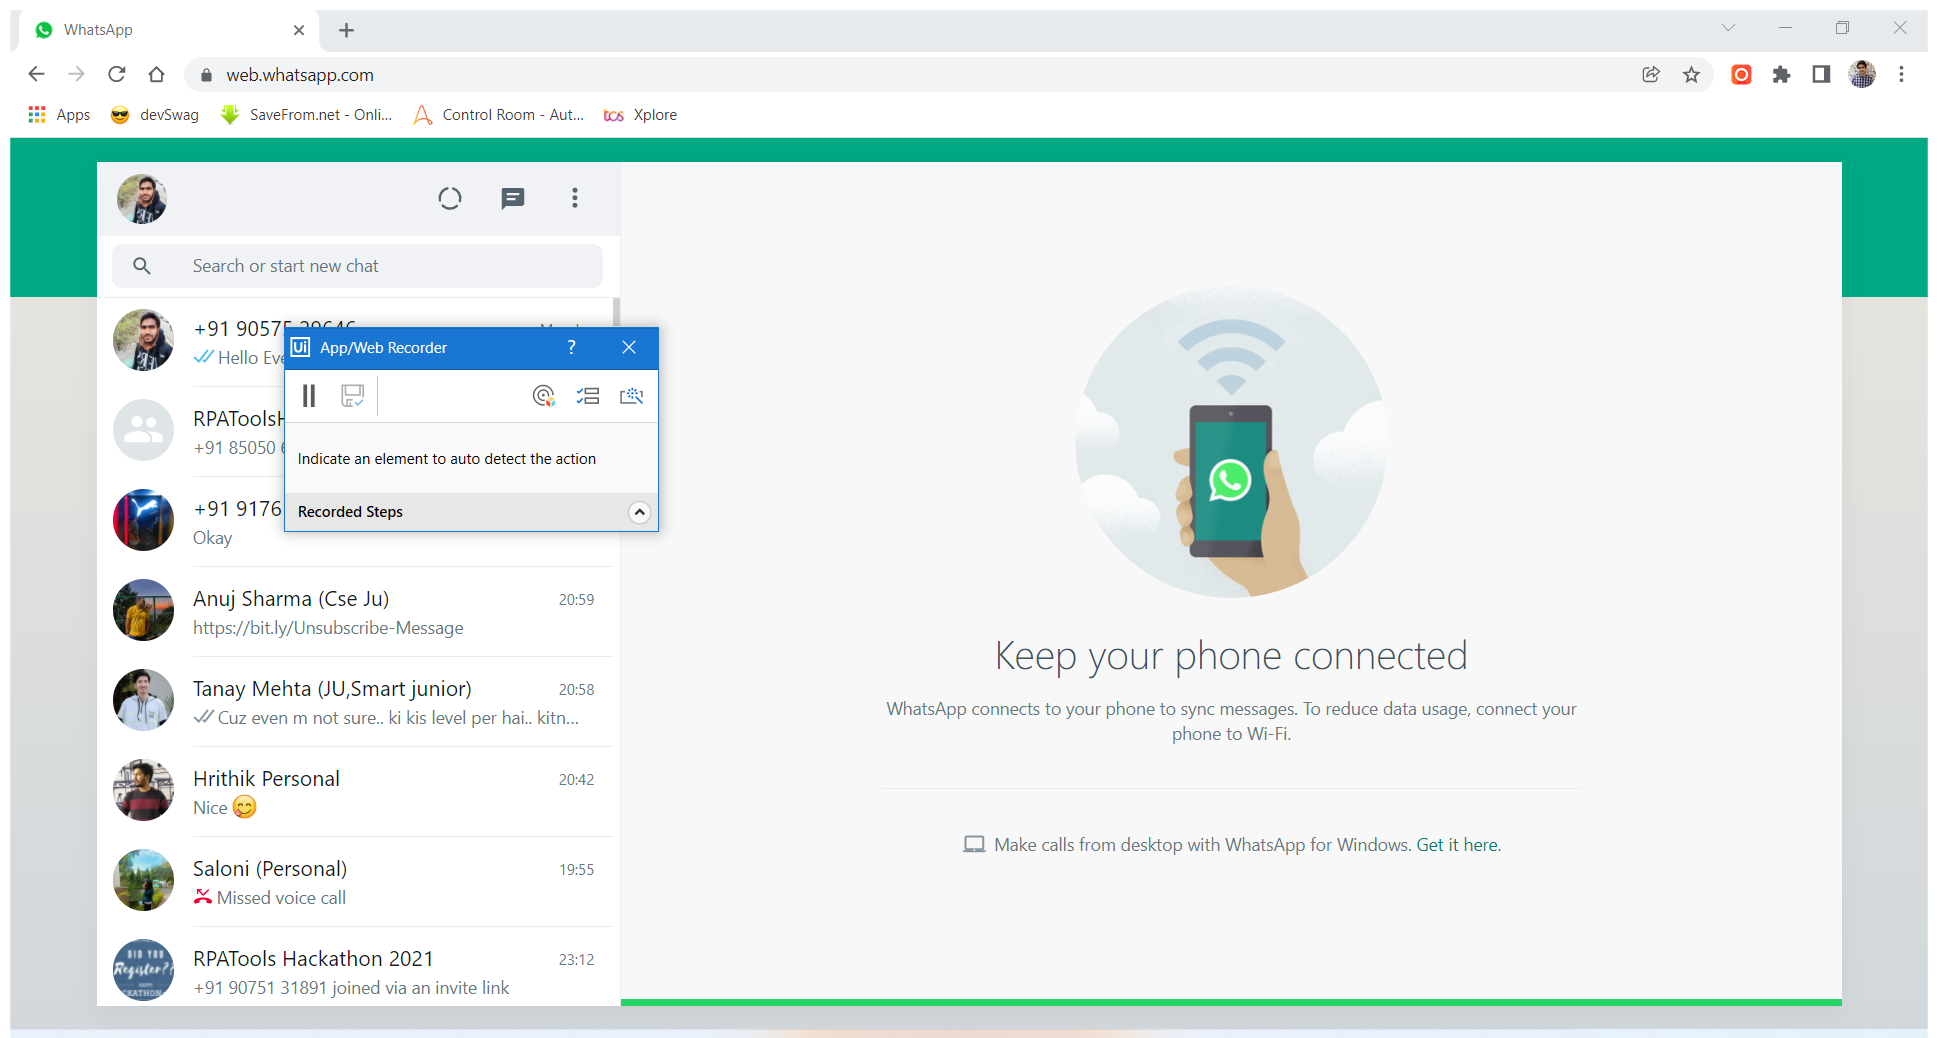 WhatsApp
web.whatsapp.com
Apps
devSwag
SaveFrom.net - Onli...
Control Room - Aut...
tcs
Xplore
Search or start new chat
+91 90575 29646
Hello Eve
Ui App/Web Recorder ?
Indicate an element to auto detect the action
Recorded Steps
RPAToolsH
+91 85050
+91 9176
Okay
Anuj Sharma (Cse Ju) 20:59
https://bit.ly/Unsubscribe-Message
Tanay Mehta (JU,Smart junior) 20:58
Cuz even m not sure.. ki kis level per hai.. kitn...
Hrithik Personal 20:42
Nice 😋
Saloni (Personal) 19:55
Missed voice call
DID YOU
Register??
RPATools Hackathon 2021 23:12
+91 90751 31891 joined via an invite link
Keep your phone connected
WhatsApp connects to your phone to sync messages. To reduce data usage, connect your
phone to Wi-Fi.
Make calls from desktop with WhatsApp for Windows. Get it here.